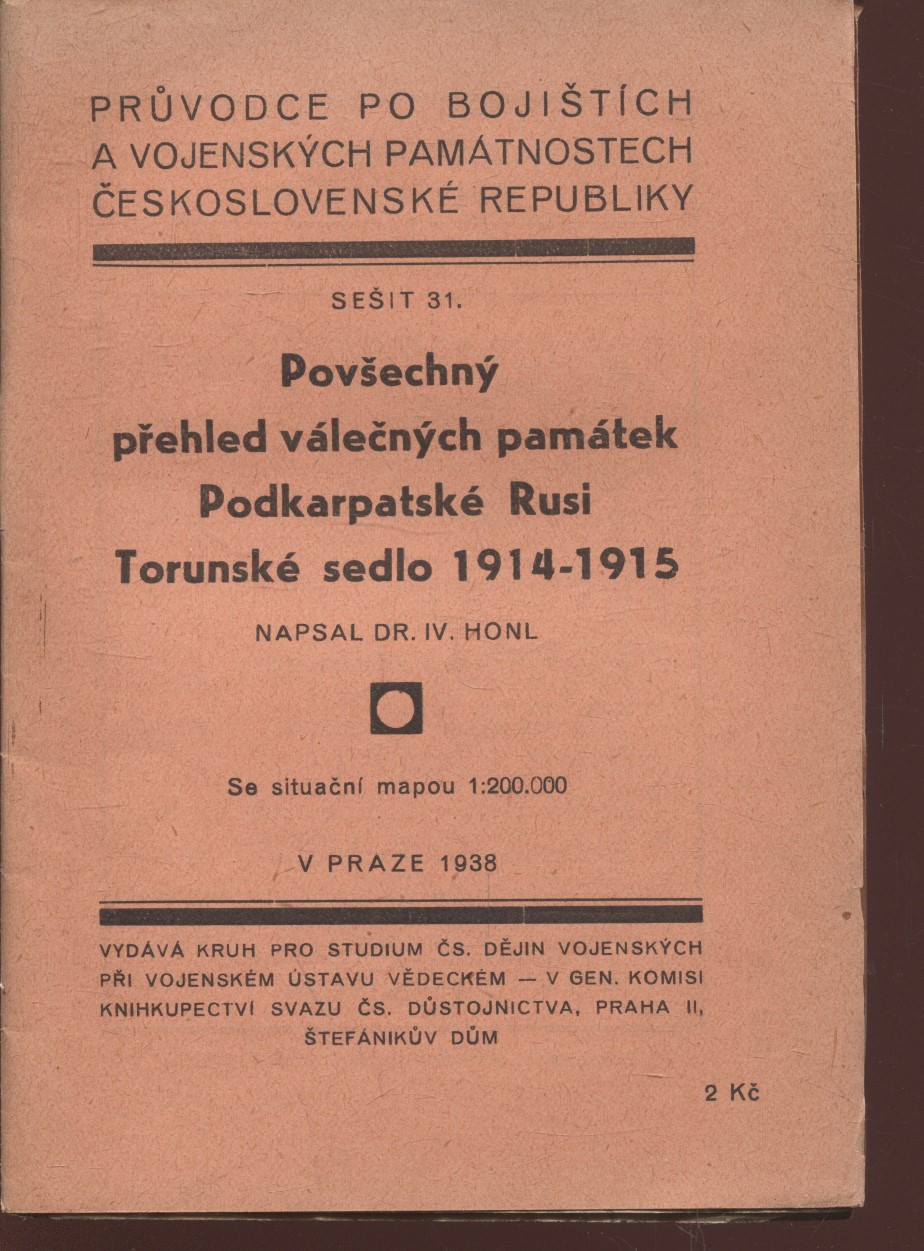 PRŮVODCE PO BOJIŠTÍCH
A VOJENSKÝCH PAMÁTNOSTECH
ČESKOSLOVENSKÉ REPUBLIKY
SEŠIT 31.
Povšechný
přehled válečných památek
Podkarpatské Rusi
Torunské sedlo 1914-1915
NAPSAL DR. IV. HONL
Se situační mapou 1:200.000
V PRAZE 1938
VYDÁVÁ KRUH PRO STUDIUM ČS. DĚJIN VOJENSKÝCH
PŘI VOJENSKÉM ÚSTAVU VĚDECKÉM — V GEN. KOMISI
KNIHKUPECTVÍ SVAZU ČS. DŮSTOJNICTVA, PRAHA II,
ŠTEFÁNIKŮV DŮM
2 Kč